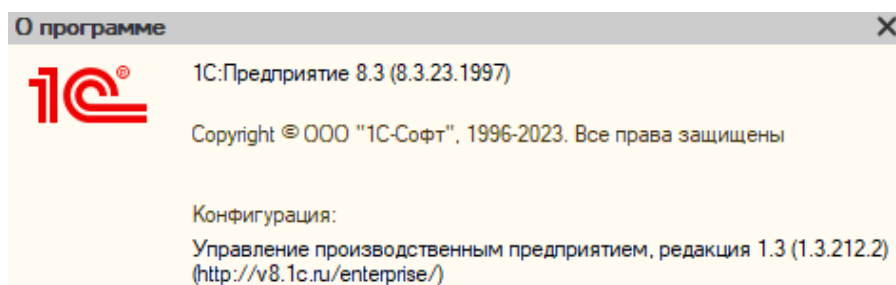 О программе
1С®
1С:Предприятие 8.3 (8.3.23.1997)
Copyright © ООО "1С-Софт", 1996-2023. Все права защищены
Конфигурация:
Управление производственным предприятием, редакция 1.3 (1.3.212.2)
(http://v8.1c.ru/enterprise/)